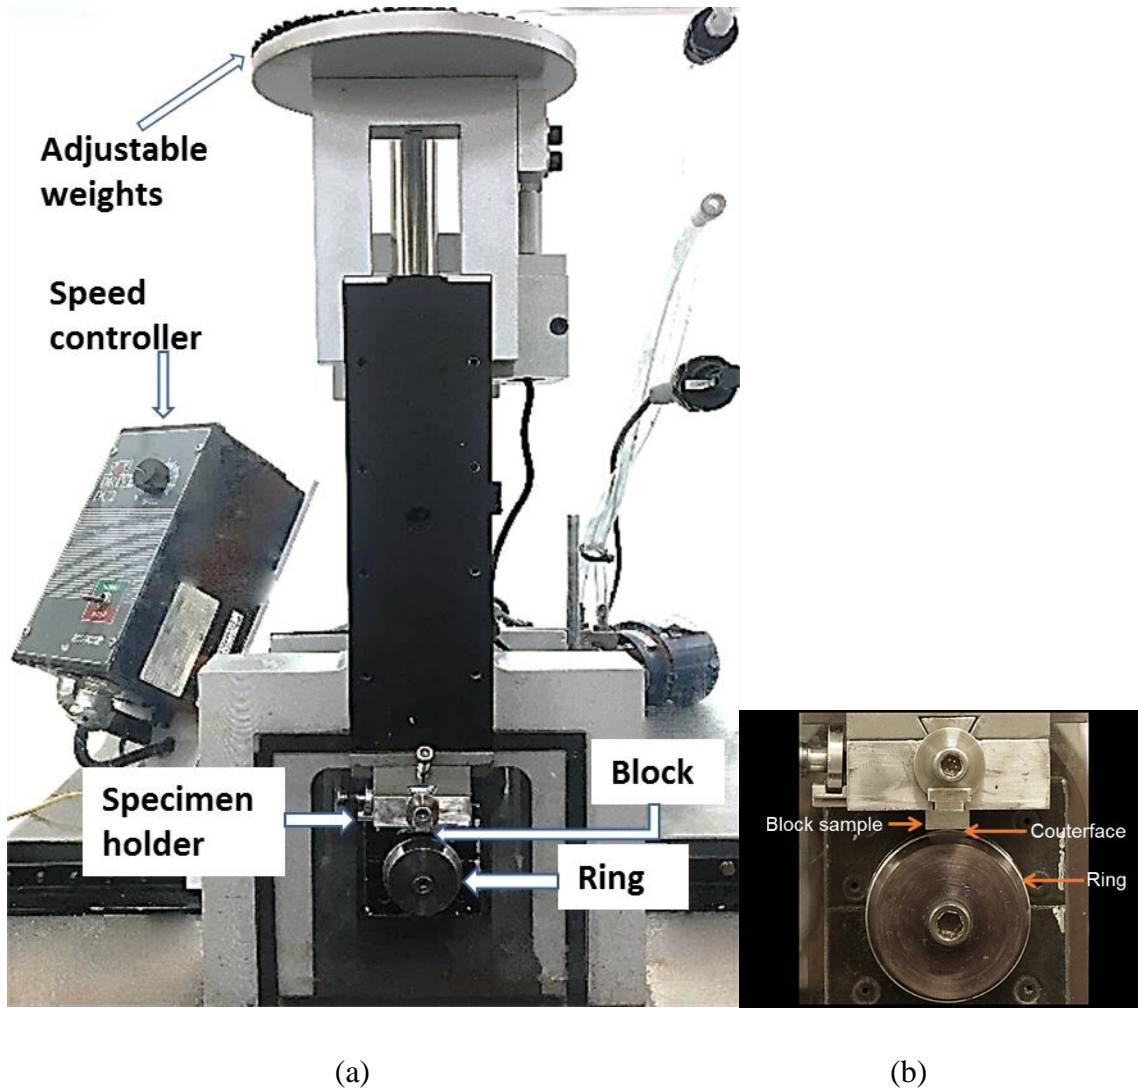 Adjustable
weights
Speed
controller
Specimen
holder
Block
Ring
Block sample
Couterface
Ring
(a)
(b)